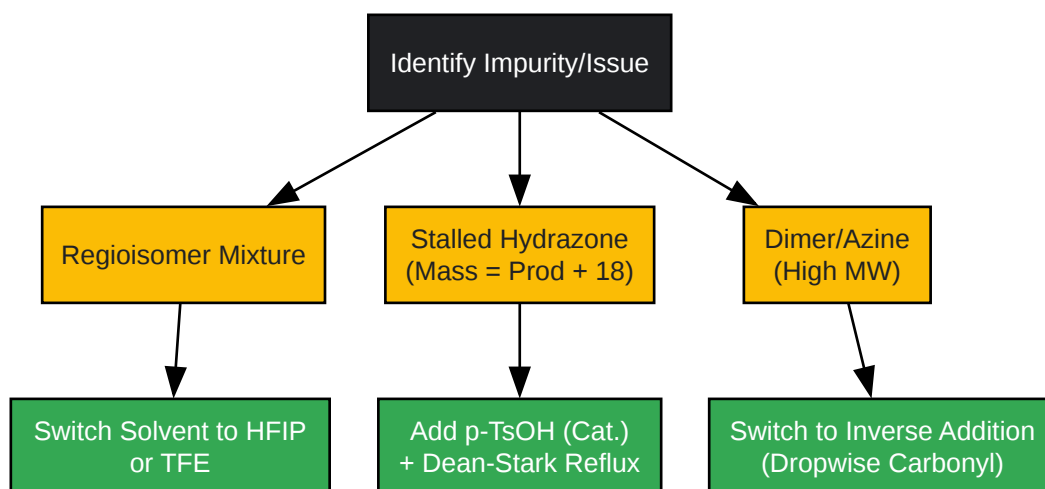 Identify Impurity/Issue
Regioisomer Mixture
Stalled Hydrazone
(Mass = Prod + 18)
Dimer/Azine
(High MW)
Switch Solvent to HFIP
or TFE
Add p-TsOH (Cat.)
+ Dean-Stark Reflux
Switch to Inverse Addition
(Dropwise Carbonyl)